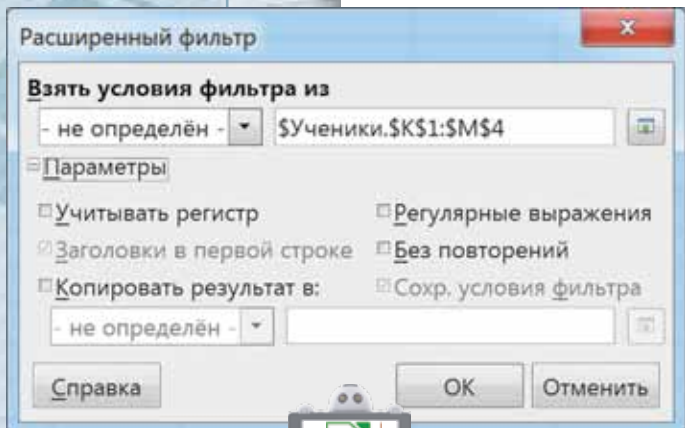 Расширенный фильтр
Взять условия фильтра из
- не определён - $Ученики.$K$1:$M$4
Параметры
Учитывать регистр Регулярные выражения
Заголовки в первой строке Без повторений
Копировать результат в: Сохр. условия фильтра
- не определён -
Справка ОК Отменить